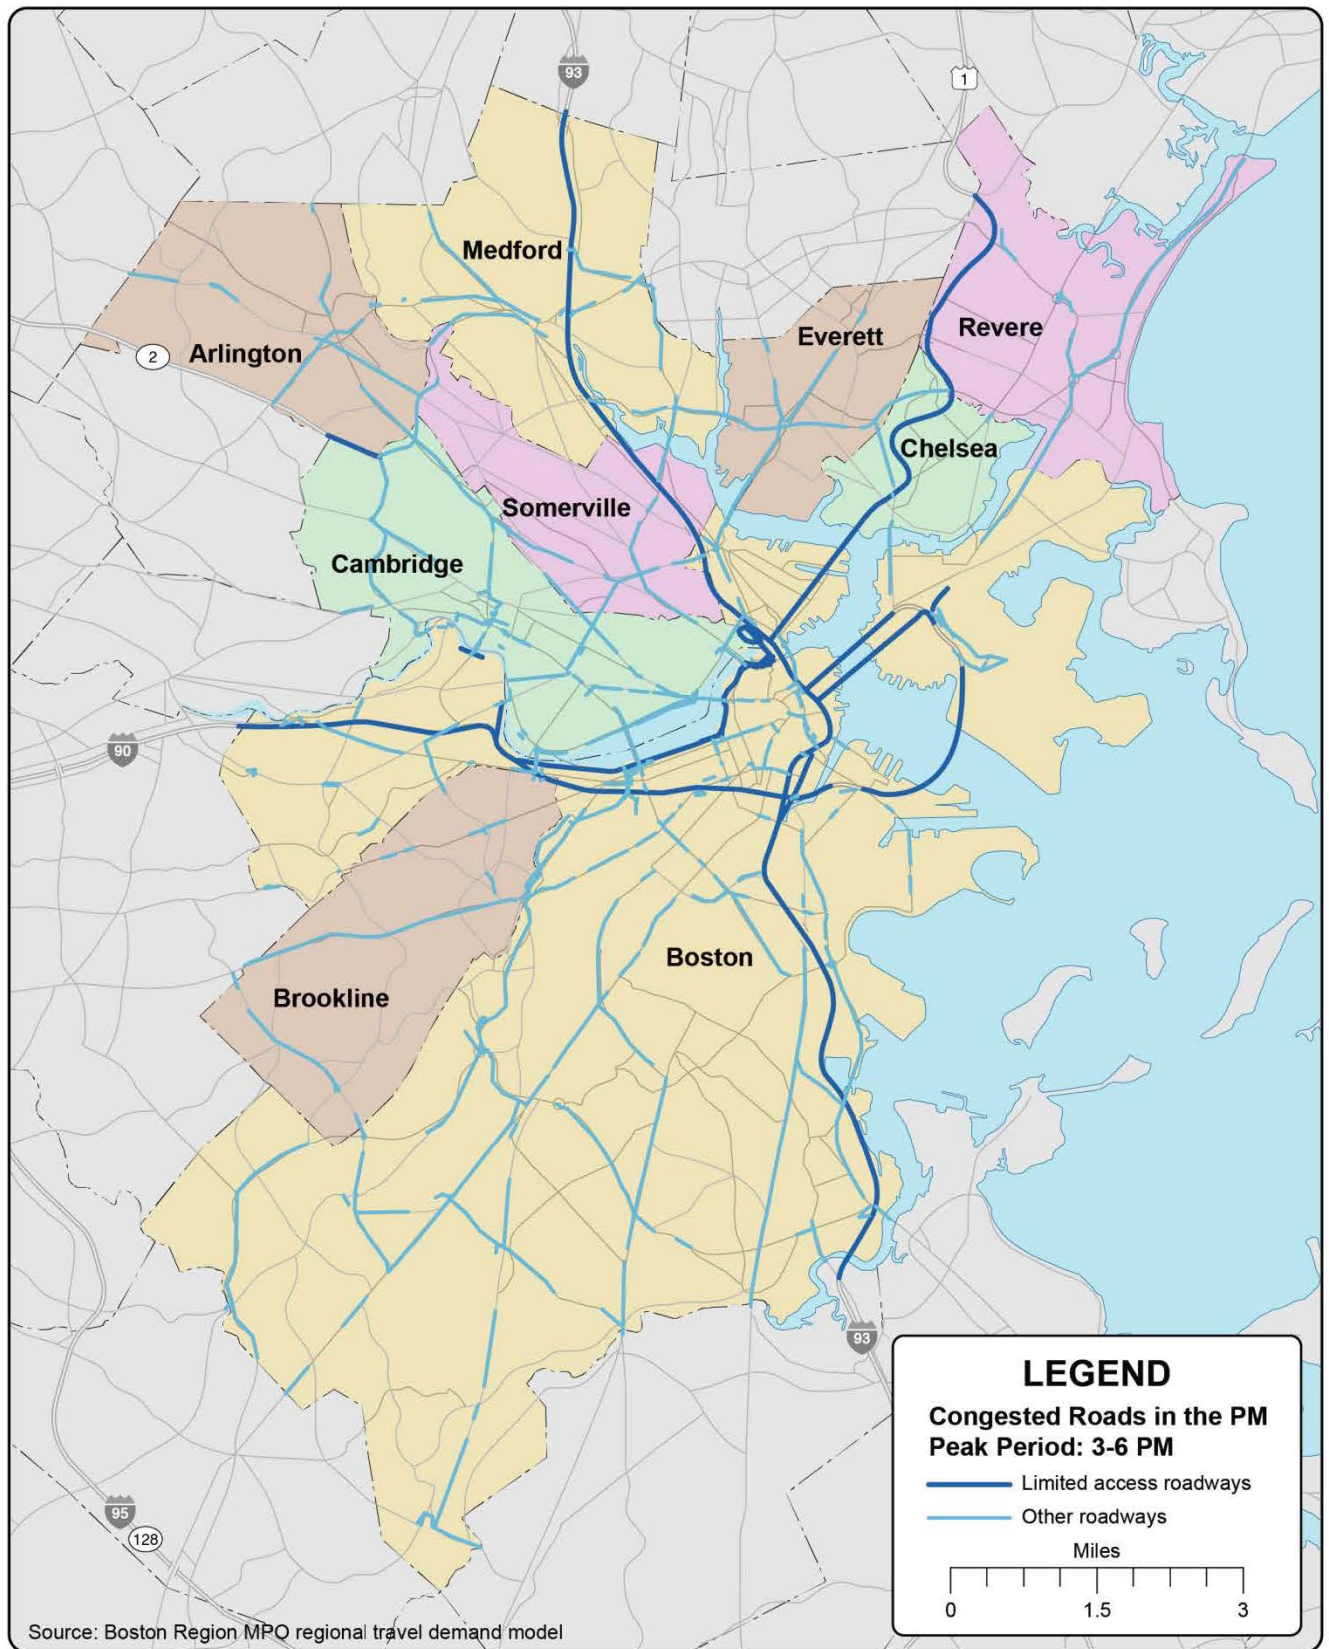 93
1
Medford
Everett
Revere
2
Arlington
Chelsea
Somerville
Cambridge
90
Boston
Brookline
93
LEGEND
Congested Roads in the PM
Peak Period: 3-6 PM
Limited access roadways
Other roadways
Miles
0 1.5 3
95
128
Source: Boston Region MPO regional travel demand model